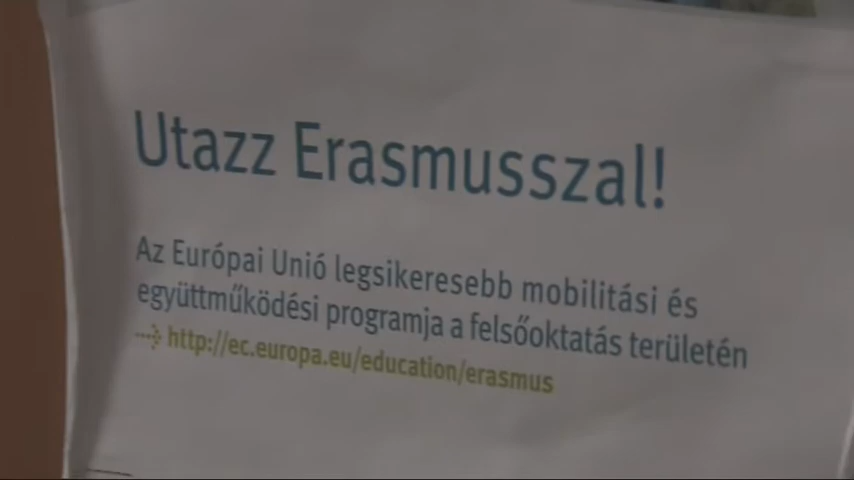 Utazz Erasmusszal!
Az Európai Unió legsikeresebb mobilitási és
együttműködési programja a felsőoktatás területén
http://ec.europa.eu/education/erasmus